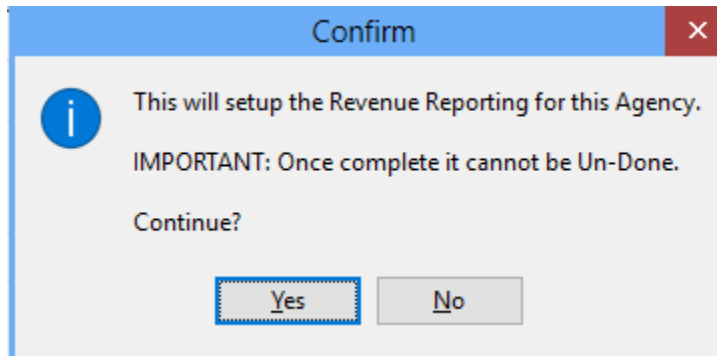 Confirm
This will setup the Revenue Reporting for this Agency.
IMPORTANT: Once complete it cannot be Un-Done.
Continue?
Yes
No